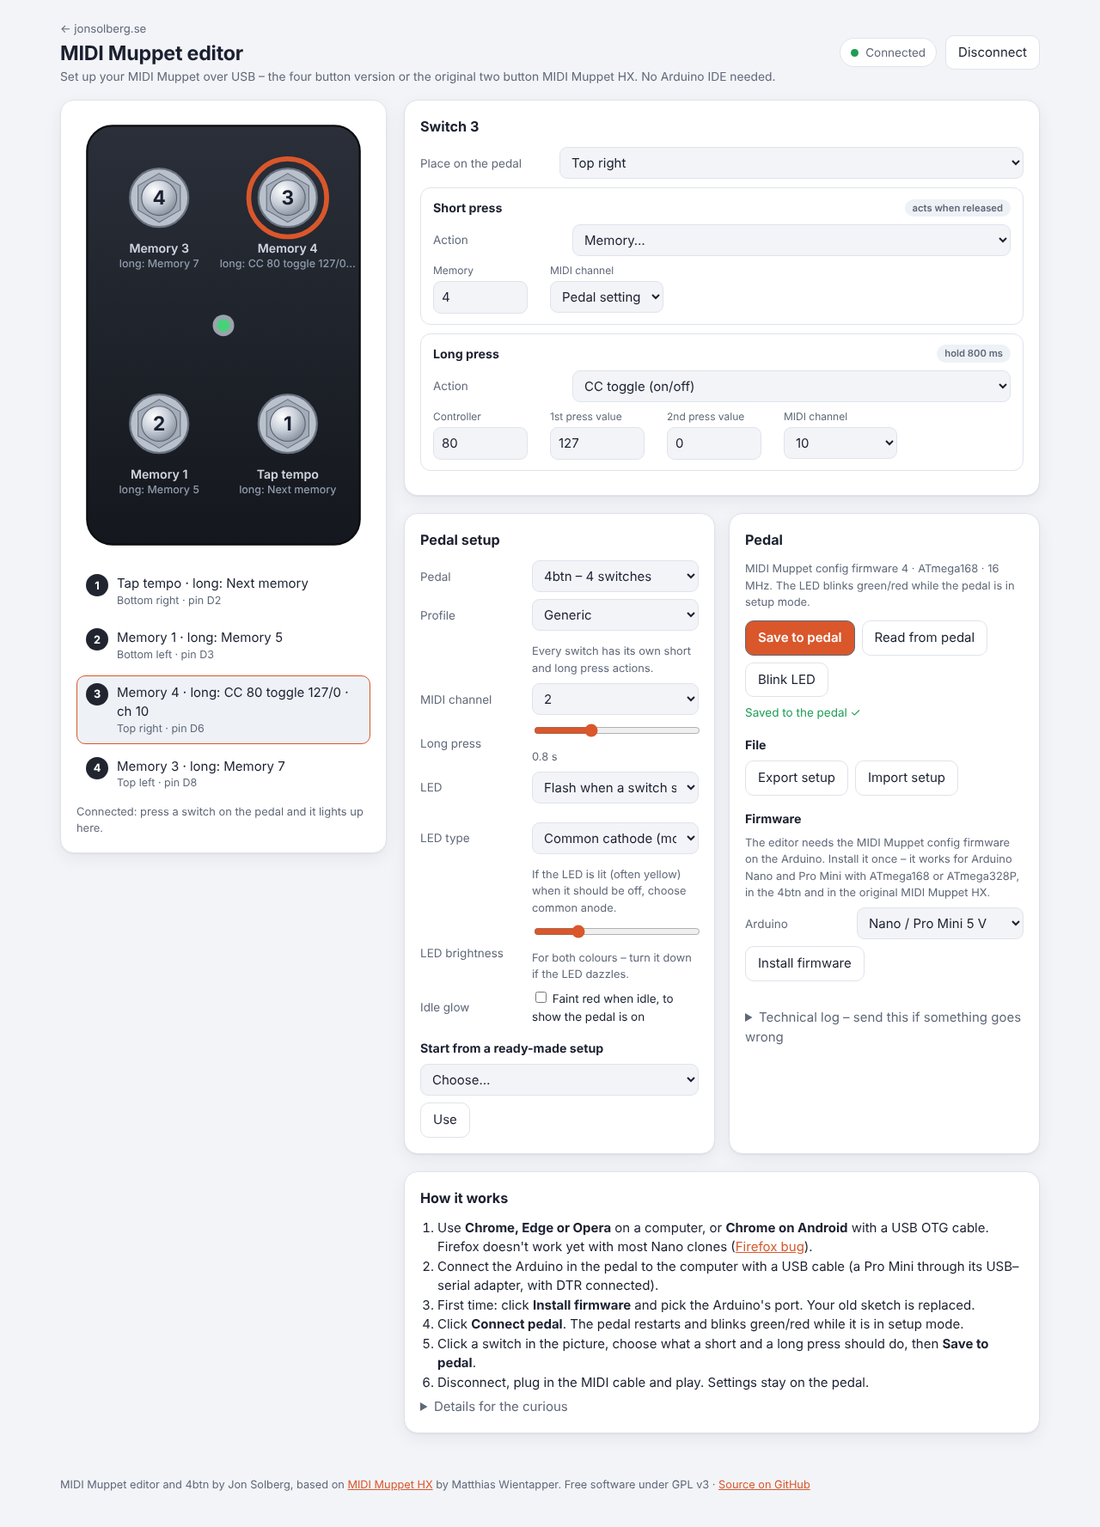 ← jonsolberg.se
MIDI Muppet editor
Set up your MIDI Muppet over USB – the four button version or the original two button MIDI Muppet HX. No Arduino IDE needed.
Connected
Disconnect
4
3
Memory 3
Memory 4
long: Memory 7
long: CC 80 toggle 127/0…
2
1
Memory 1
Tap tempo
long: Memory 5
long: Next memory
1
Tap tempo · long: Next memory
Bottom right · pin D2
2
Memory 1 · long: Memory 5
Bottom left · pin D3
3
Memory 4 · long: CC 80 toggle 127/0 ·
ch 10
Top right · pin D6
4
Memory 3 · long: Memory 7
Top left · pin D8
Connected: press a switch on the pedal and it lights up
here.
Switch 3
Place on the pedal
Top right
Short press
acts when released
Action
Memory…
Memory
MIDI channel
4
Pedal setting
Long press
hold 800 ms
Action
CC toggle (on/off)
Controller
1st press value
2nd press value
MIDI channel
80
127
0
10
Pedal setup
Pedal
4btn – 4 switches
Profile
Generic
Every switch has its own short
and long press actions.
MIDI channel
2
Long press
0.8 s
LED
Flash when a switch s
LED type
Common cathode (mo
If the LED is lit (often yellow)
when it should be off, choose
common anode.
LED brightness
For both colours – turn it down
if the LED dazzles.
Idle glow
Faint red when idle, to
show the pedal is on
Start from a ready-made setup
Choose…
Use
Pedal
MIDI Muppet config firmware 4 · ATmega168 · 16
MHz. The LED blinks green/red while the pedal is in
setup mode.
Save to pedal
Read from pedal
Blink LED
Saved to the pedal ✓
File
Export setup
Import setup
Firmware
The editor needs the MIDI Muppet config firmware
on the Arduino. Install it once – it works for Arduino
Nano and Pro Mini with ATmega168 or ATmega328P,
in the 4btn and in the original MIDI Muppet HX.
Arduino
Nano / Pro Mini 5 V
Install firmware
▶ Technical log – send this if something goes
wrong
How it works
1. Use Chrome, Edge or Opera on a computer, or Chrome on Android with a USB OTG cable.
Firefox doesn't work yet with most Nano clones (Firefox bug).
2. Connect the Arduino in the pedal to the computer with a USB cable (a Pro Mini through its USB–
serial adapter, with DTR connected).
3. First time: click Install firmware and pick the Arduino's port. Your old sketch is replaced.
4. Click Connect pedal. The pedal restarts and blinks green/red while it is in setup mode.
5. Click a switch in the picture, choose what a short and a long press should do, then Save to
pedal.
6. Disconnect, plug in the MIDI cable and play. Settings stay on the pedal.
▶ Details for the curious
MIDI Muppet editor and 4btn by Jon Solberg, based on MIDI Muppet HX by Matthias Wientapper. Free software under GPL v3 · Source on GitHub